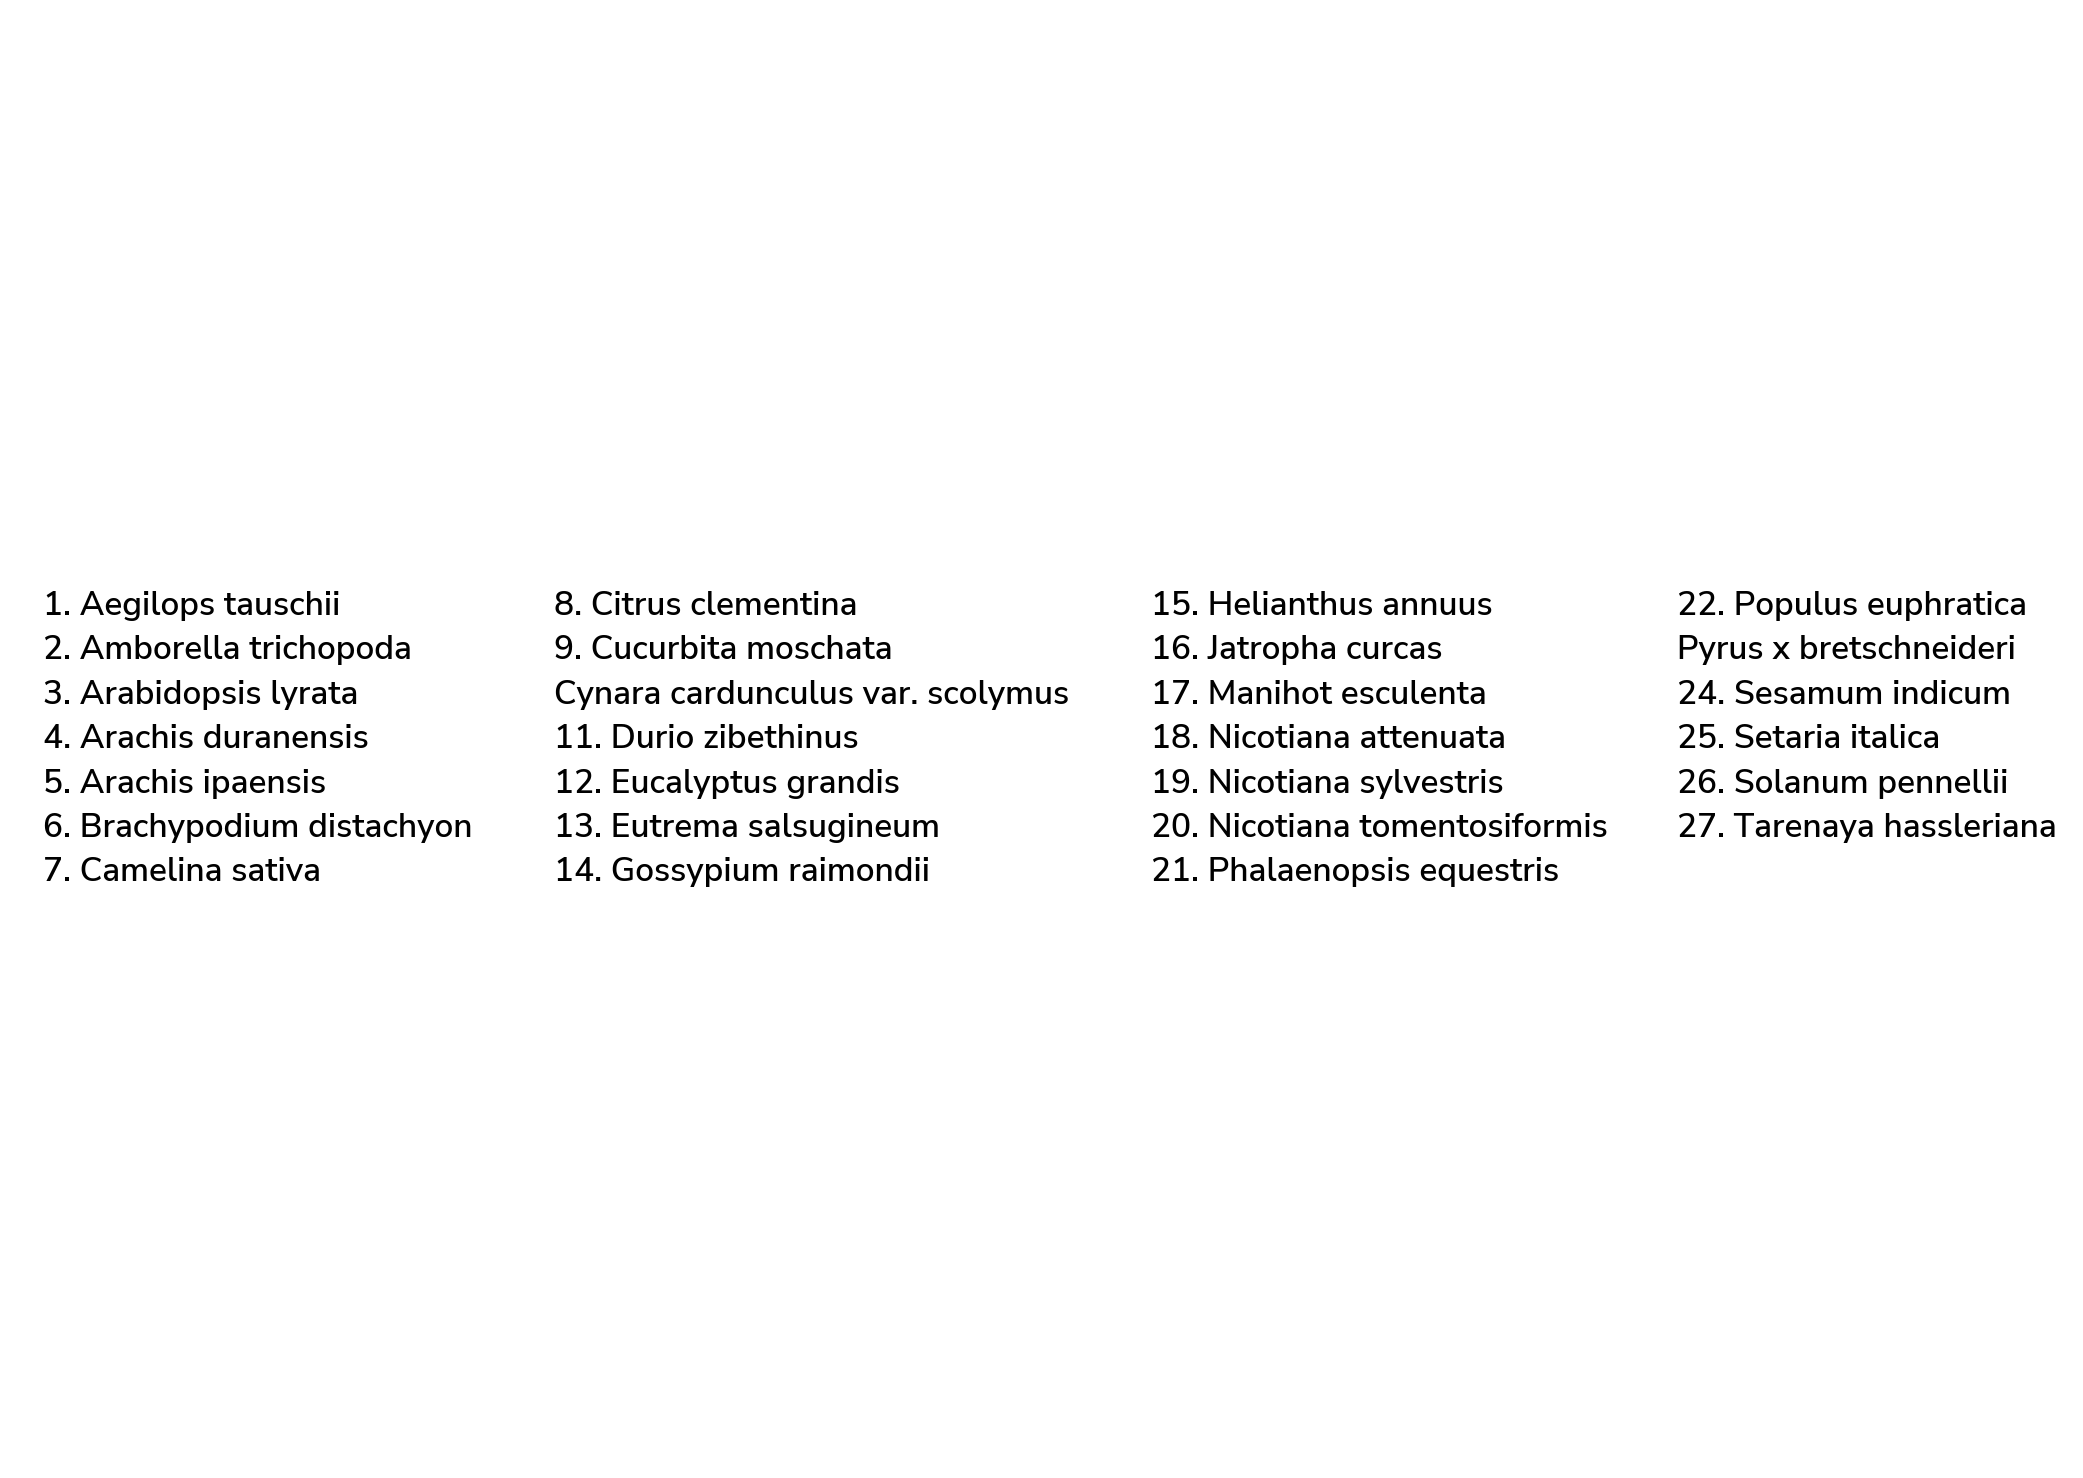 1. Aegilops tauschii
2. Amborella trichopoda
3. Arabidopsis lyrata
4. Arachis duranensis
5. Arachis ipaensis
6. Brachypodium distachyon
7. Camelina sativa
8. Citrus clementina
9. Cucurbita moschata
Cynara cardunculus var. scolymus
11. Durio zibethinus
12. Eucalyptus grandis
13. Eutrema salsugineum
14. Gossypium raimondii
15. Helianthus annuus
16. Jatropha curcas
17. Manihot esculenta
18. Nicotiana attenuata
19. Nicotiana sylvestris
20. Nicotiana tomentosiformis
21. Phalaenopsis equestris
22. Populus euphratica
Pyrus x bretschneideri
24. Sesamum indicum
25. Setaria italica
26. Solanum pennellii
27. Tarenaya hassleriana